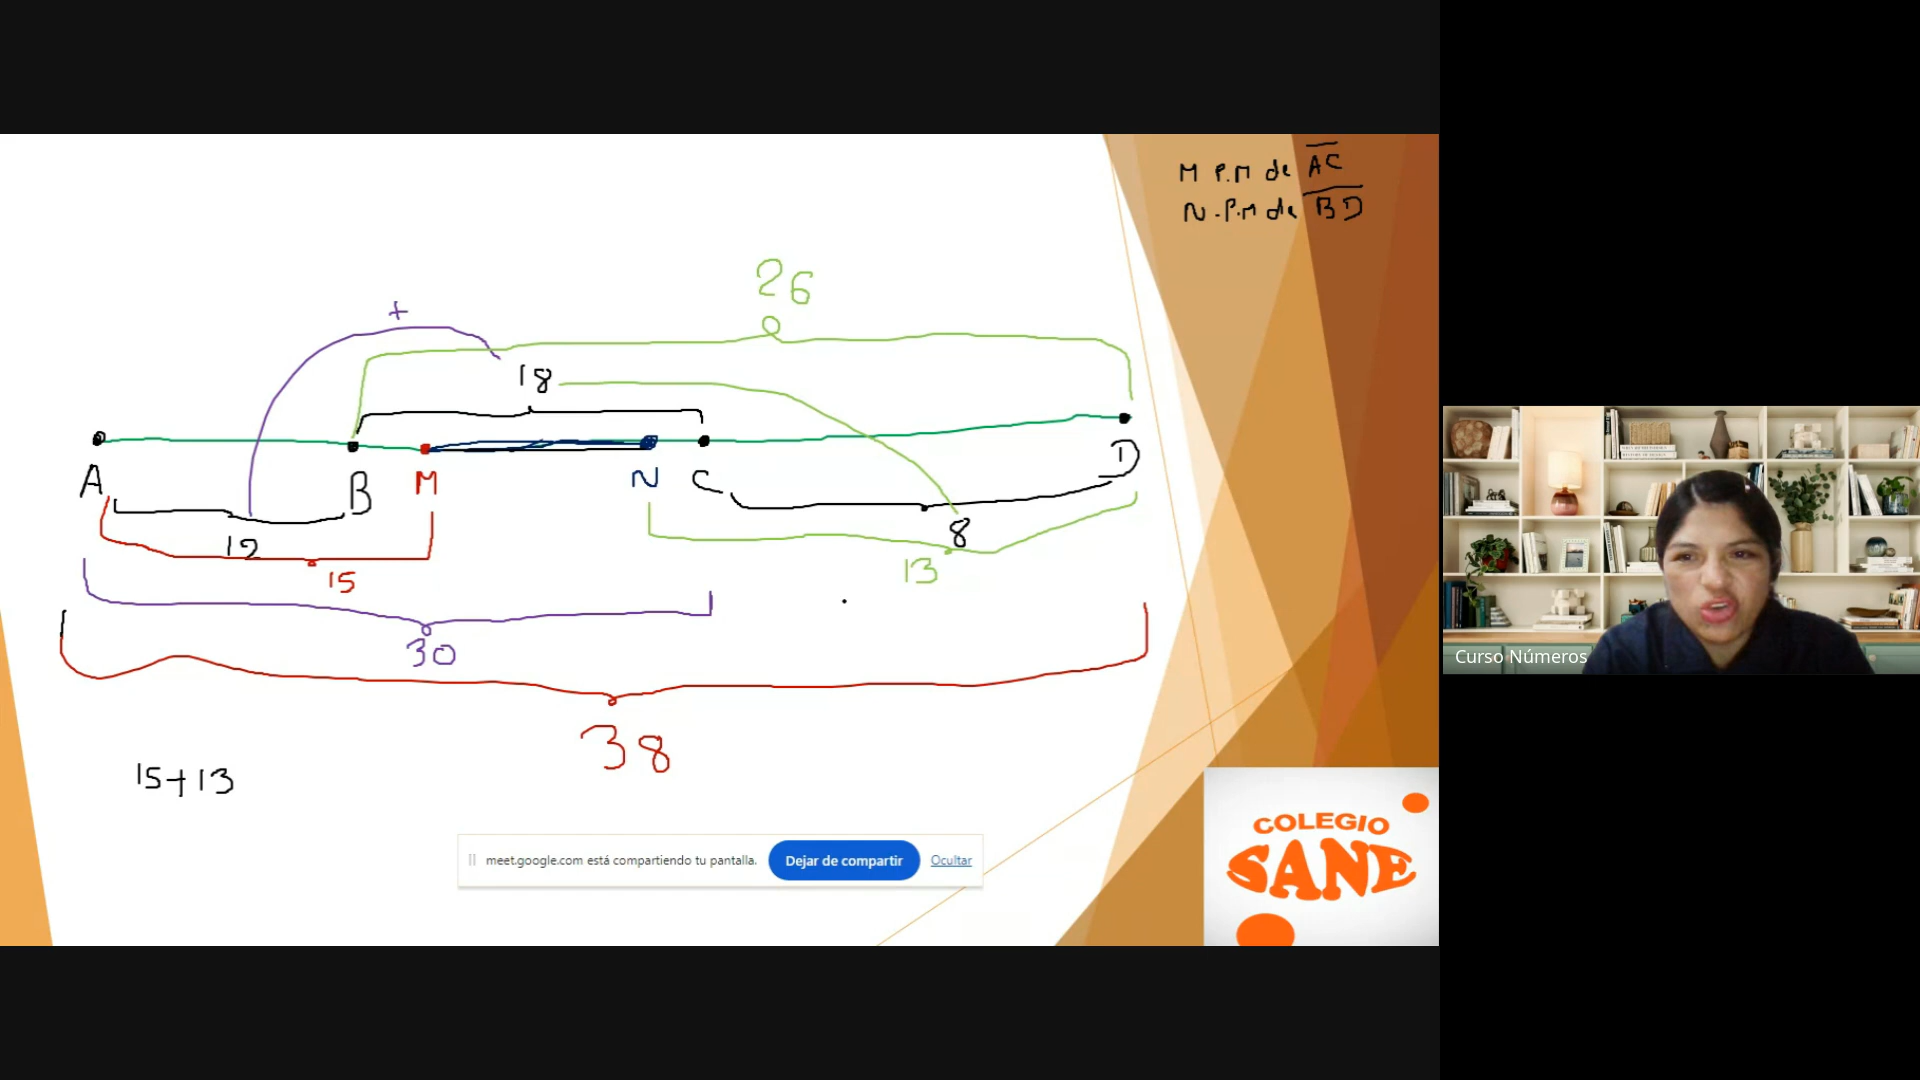 M P.M de AC
N.P.M de BD
26
+
18
A
B
M
N
C
D
12
8
15
13
30
38
15+13
meet.google.com está compartiendo tu pantalla.
Dejar de compartir
Ocultar
COLEGIO
SANE
Curso Números